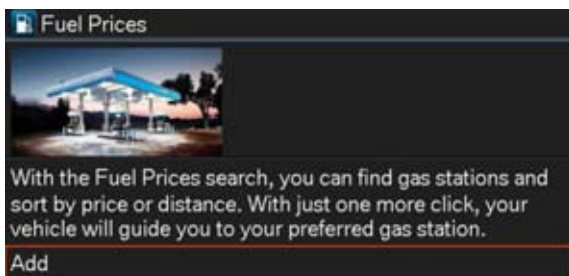 Fuel Prices
With the Fuel Prices search, you can find gas stations and
sort by price or distance. With just one more click, your
vehicle will guide you to your preferred gas station.
Add